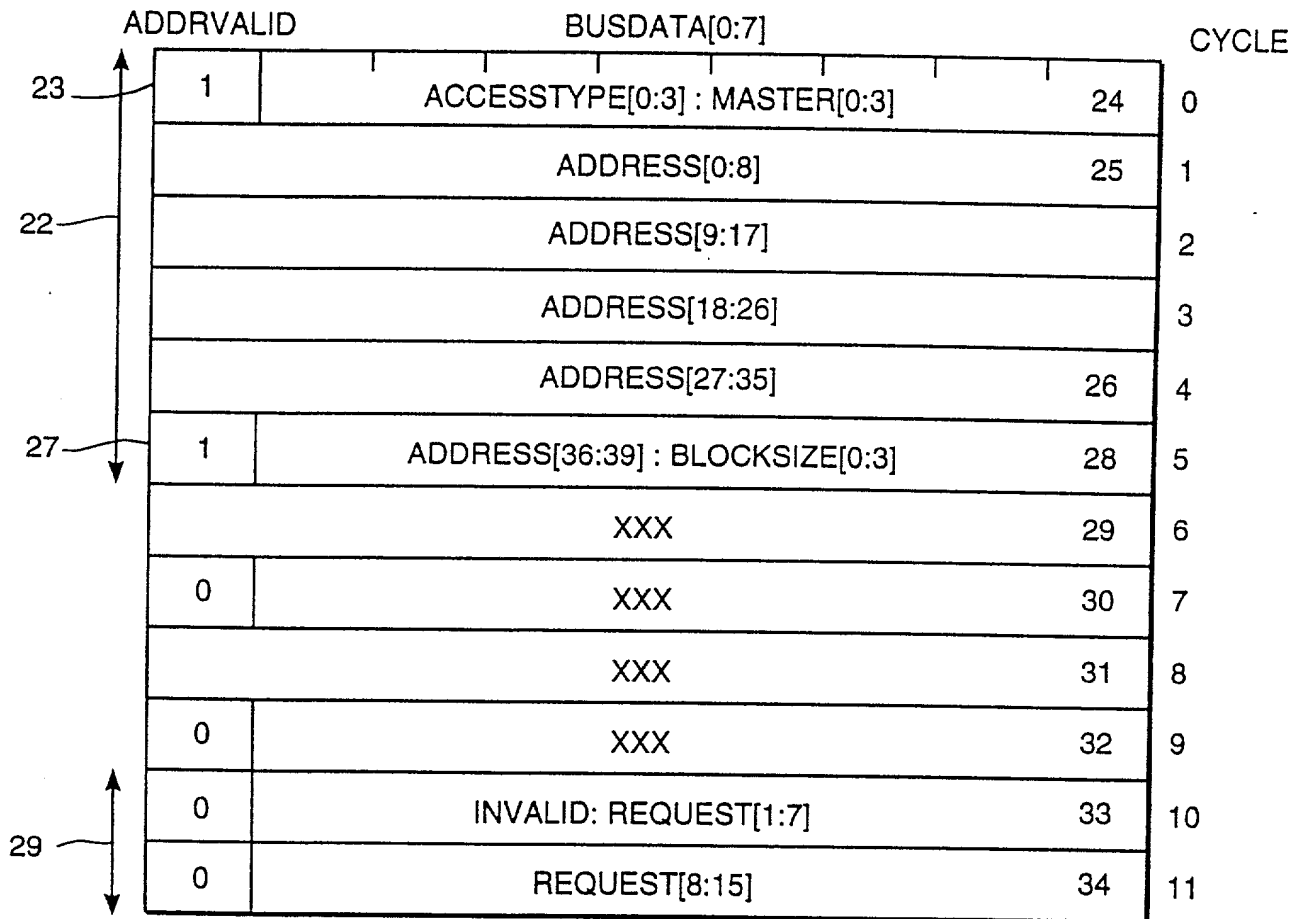 ADDRVALID BUSDATA[0:7] CYCLE
23 1 ACCESSTYPE[0:3] : MASTER[0:3] 24 0
ADDRESS[0:8] 25 1
22 ADDRESS[9:17] 2
ADDRESS[18:26] 3
ADDRESS[27:35] 26 4
27 1 ADDRESS[36:39] : BLOCKSIZE[0:3] 28 5
XXX 29 6
0 XXX 30 7
XXX 31 8
0 XXX 32 9
0 INVALID: REQUEST[1:7] 33 10
29 0 REQUEST[8:15] 34 11